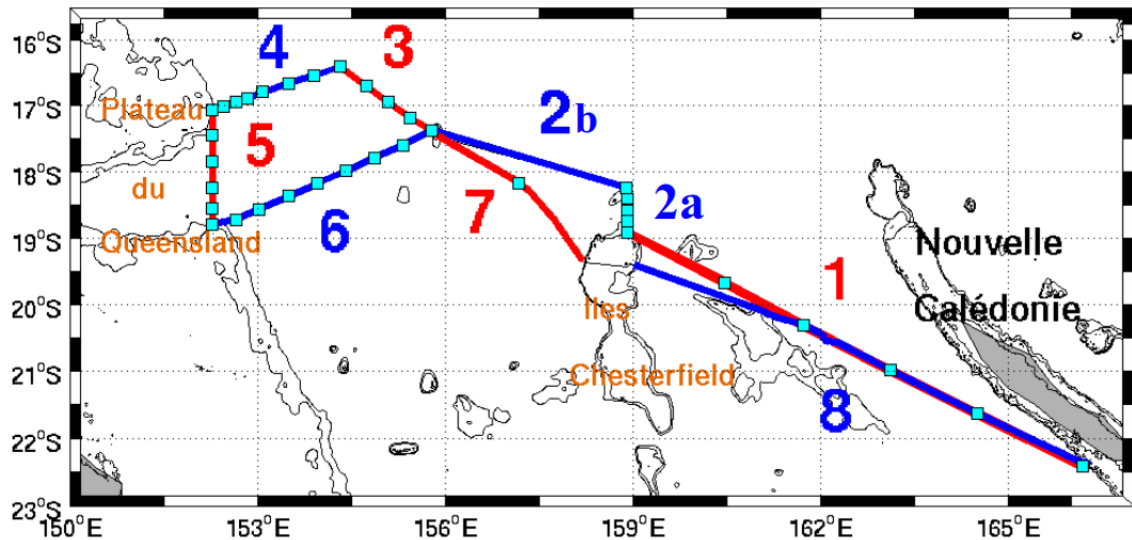 16°S
4
3
17°S
Plateau
2b
5
18°S
du
7
2a
6
19°S
Queensland
Nouvelle
1
20°S
Iles
Calédonie
21°S
Chesterfield
8
22°S
23°S
150°E
153°E
156°E
159°E
162°E
165°E